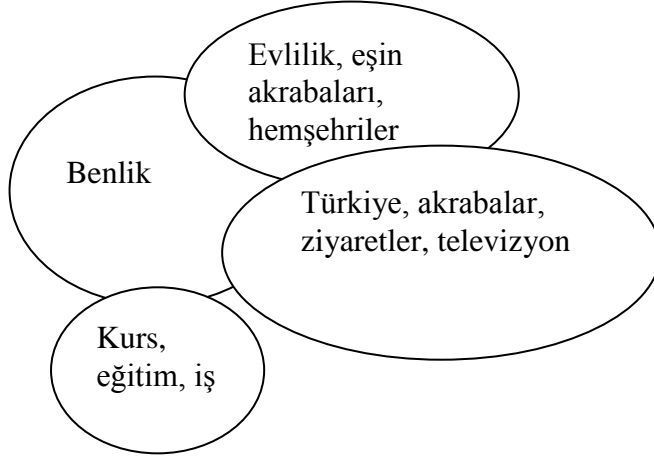 Evlilik, eşin
akrabaları,
hemşehriler
Benlik
Türkiye, akrabalar,
ziyaretler, televizyon
Kurs,
eğitim, iş